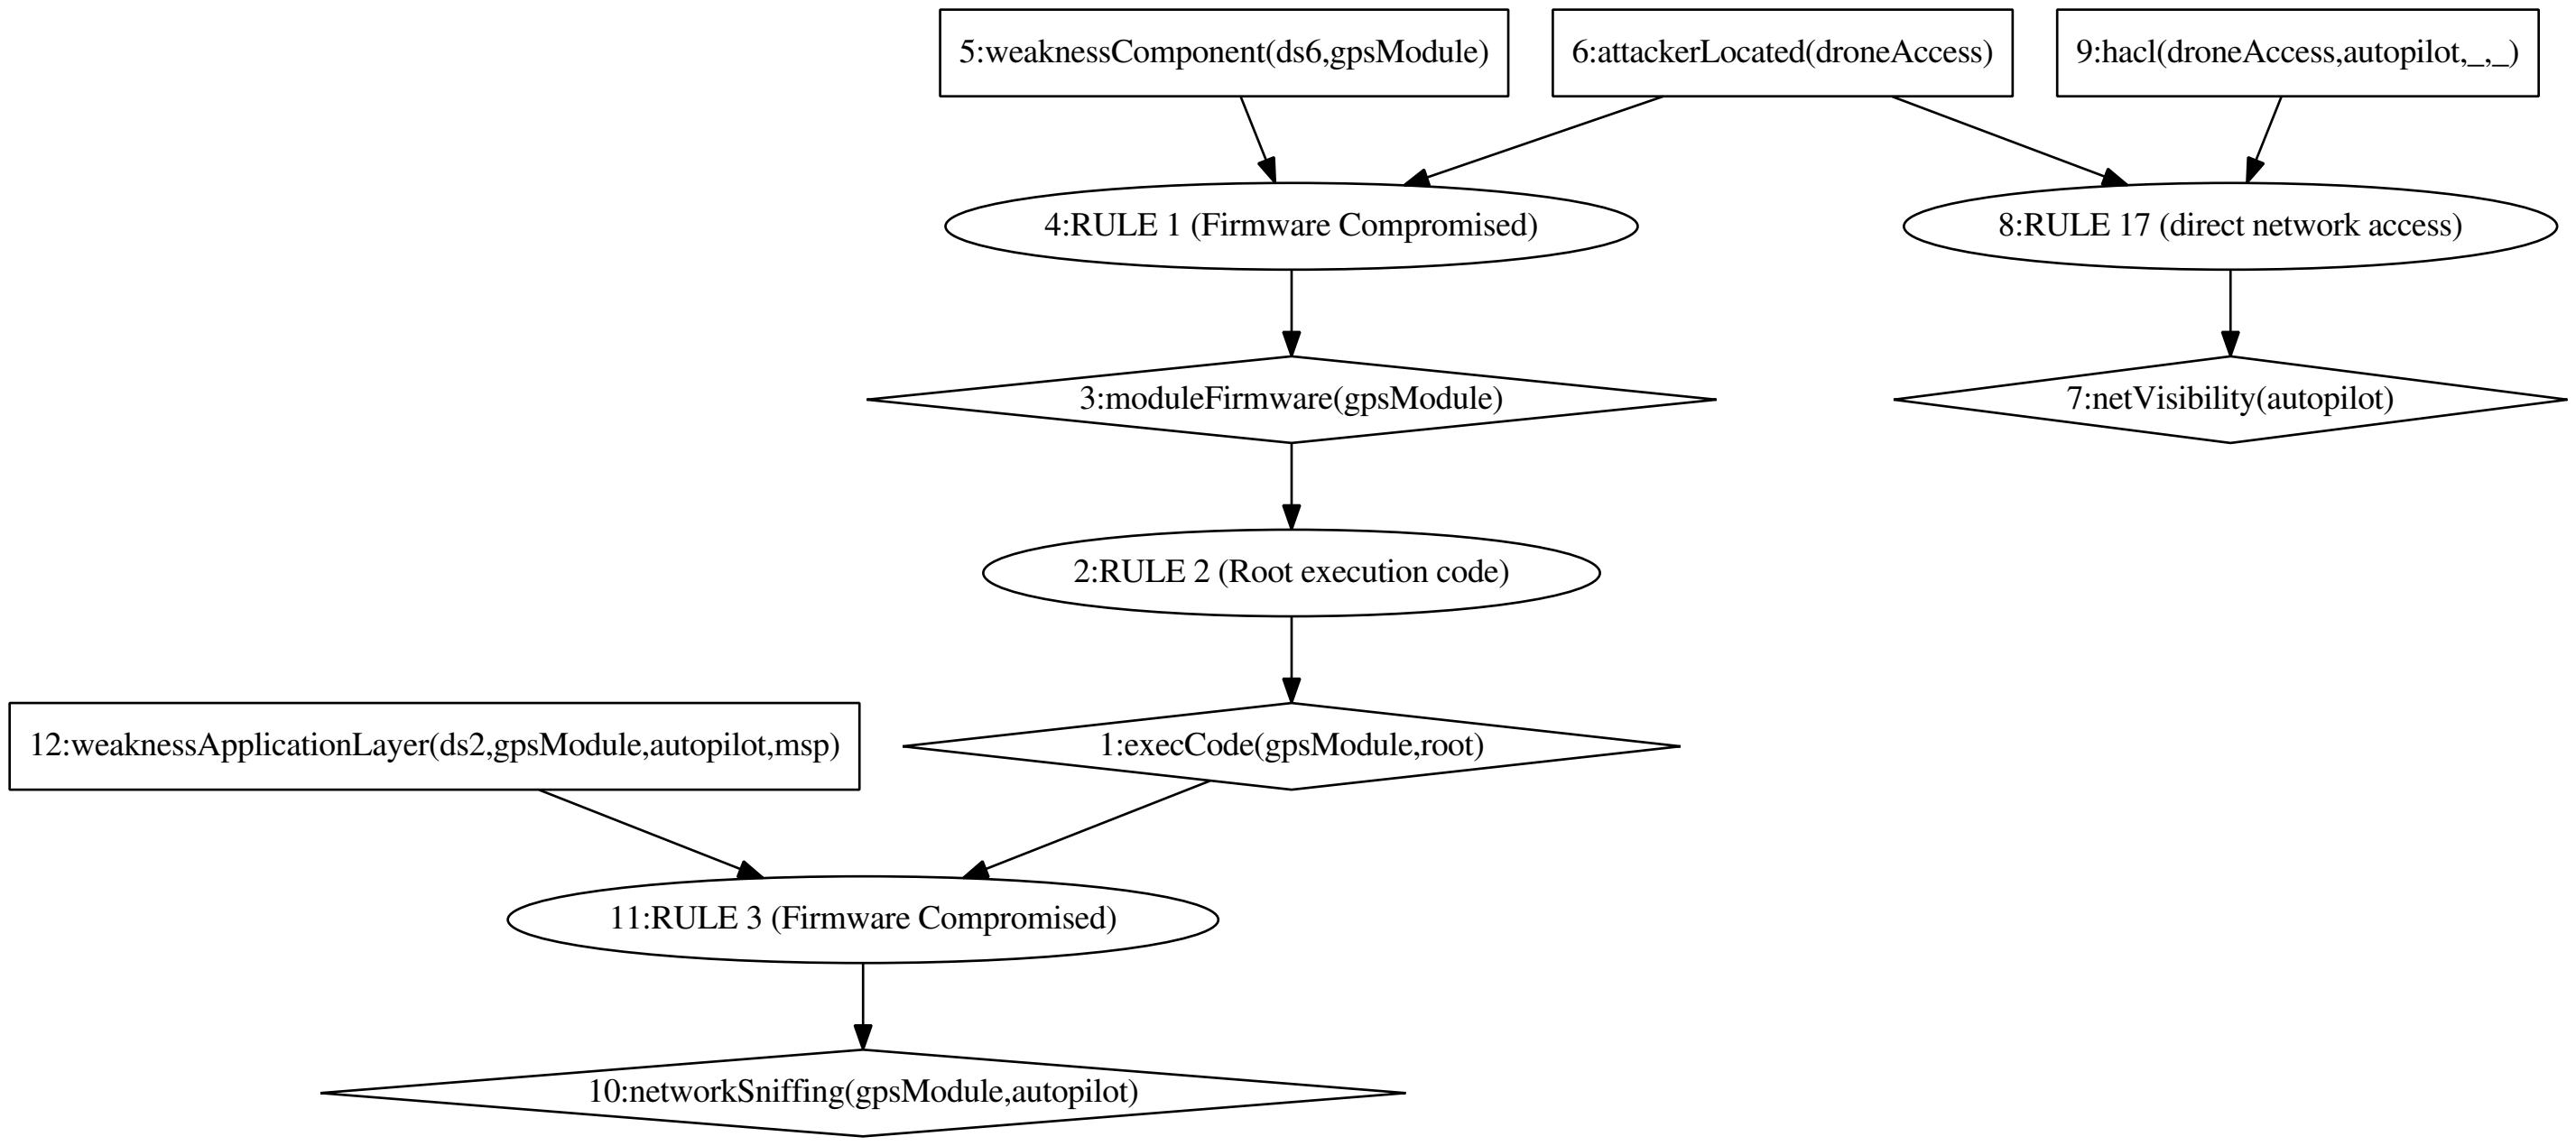 5:weaknessComponent(ds6,gpsModule)
6:attackerLocated(droneAccess)
9:hacl(droneAccess,autopilot,_,_)
4:RULE 1 (Firmware Compromised)
8:RULE 17 (direct network access)
3:moduleFirmware(gpsModule)
7:netVisibility(autopilot)
2:RULE 2 (Root execution code)
12:weaknessApplicationLayer(ds2,gpsModule,autopilot,msp)
1:execCode(gpsModule,root)
11:RULE 3 (Firmware Compromised)
10:networkSniffing(gpsModule,autopilot)